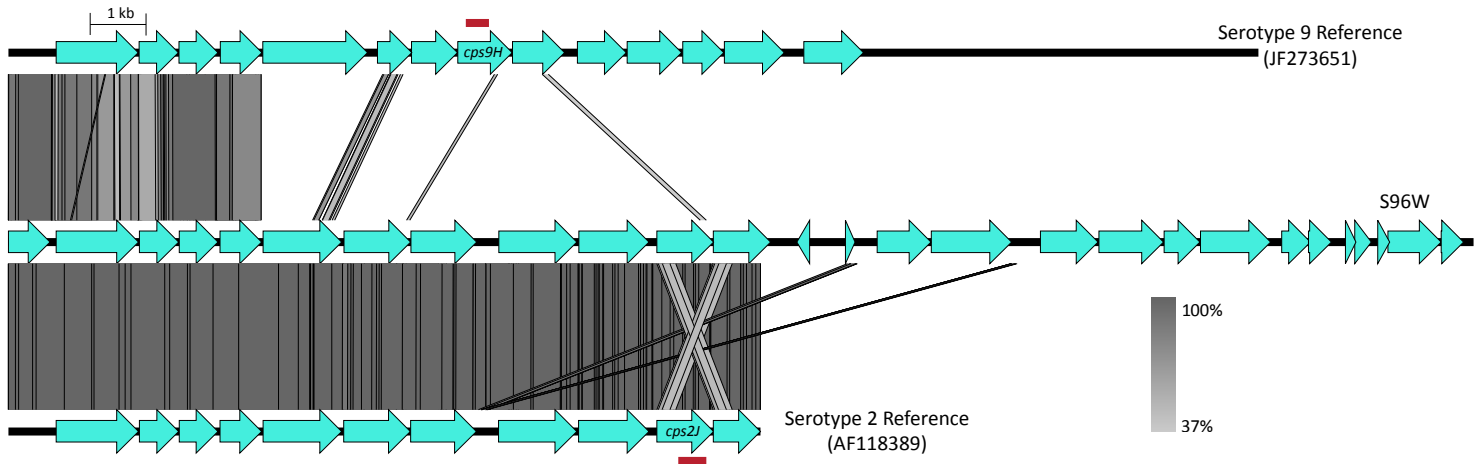 1 kb
cps9H
Serotype 9 Reference
(JF273651)
S96W
100%
37%
cps2J
Serotype 2 Reference
(AF118389)